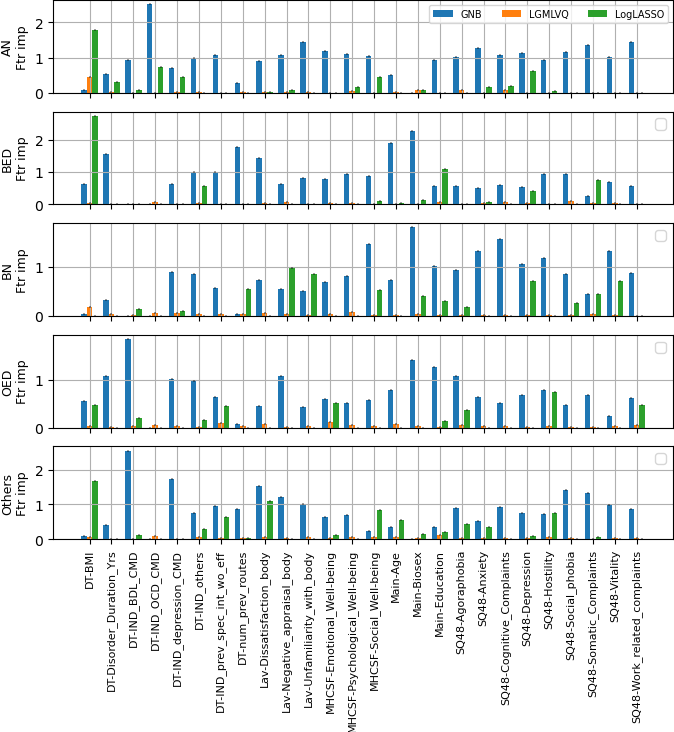 GNB LGMLVQ LogLASSO
AN
Ftr imp
2
1
0
BED
Ftr imp
2
1
0
BN
Ftr imp
1
0
OED
Ftr imp
1
0
Others
Ftr imp
2
1
0
DT-BMI
DT-Disorder_Duration_Yrs
DT-IND_BDL_CMD
DT-IND_OCD_CMD
DT-IND_depression_CMD
DT-IND_others
DT-IND_prev_spec_int_wo_eff
DT-num_prev_routes
Lav-Dissatisfaction_body
Lav-Negative_appraisal_body
Lav-Unfamiliarity_with_body
MHCSF-Emotional_Well-being
MHCSF-Psychological_Well-being
MHCSF-Social_Well-being
Main-Age
Main-Biosex
Main-Education
SQ48-Agoraphobia
SQ48-Anxiety
SQ48-Cognitive_Complaints
SQ48-Depression
SQ48-Hostility
SQ48-Social_phobia
SQ48-Somatic_Complaints
SQ48-Vitality
SQ48-Work_related_complaints